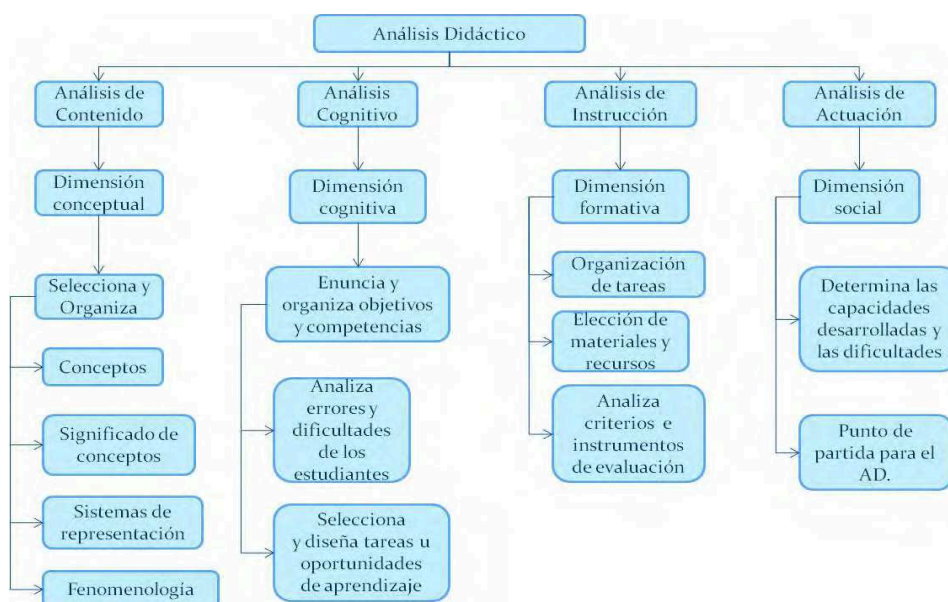 Análisis Didáctico
Análisis de
Contenido
Análisis
Cognitivo
Análisis de
Instrucción
Análisis de
Actuación
Dimensión
conceptual
Dimensión
cognitiva
Dimensión
formativa
Dimensión
social
Selecciona y
Organiza
Conceptos
Significado de
conceptos
Sistemas de
representación
Fenomenología
Enuncia y
organiza objetivos
y competencias
Analiza
errores y
dificultades
de los
estudiantes
Selecciona
y diseña tareas u
oportunidades
de aprendizaje
Organización
de tareas
Elección de
materiales y
recursos
Analiza
criterios e
instrumentos
de evaluación
Determina las
capacidades
desarrolladas y
las dificultades
Punto de
partida para el
AD.